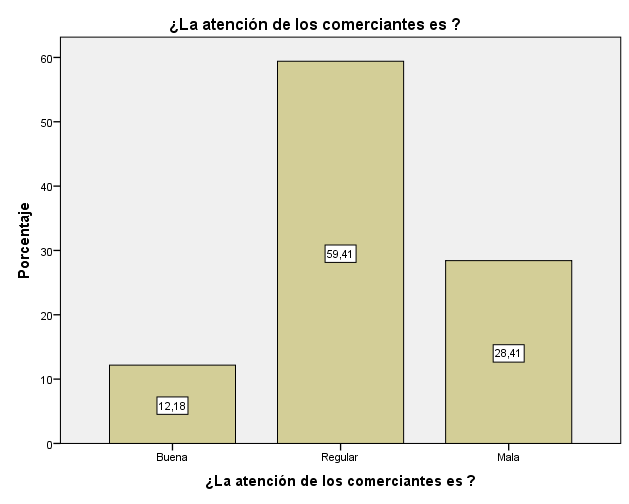 ¿La atención de los comerciantes es ?
Porcentaje
60
50
40
30
20
10
0
12,18
59,41
28,41
Buena
Regular
Mala
¿La atención de los comerciantes es ?